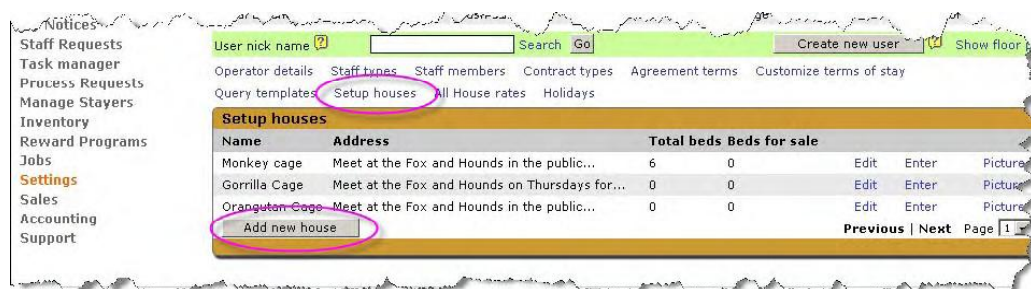 Notices
Staff Requests
Task manager
Process Requests
Manage Stayers
Inventory
Reward Programs
Jobs
Settings
Sales
Accounting
Support
User nick name ? Search Go Create new user ? Show floor
Operator details Staff types Staff members Contract types Agreement terms Customize terms of stay
Query templates Setup houses All House rates Holidays
Setup houses
Name Address Total beds Beds for sale
Monkey cage Meet at the Fox and Hounds in the public... 6 0 Edit Enter Picture
Gorrilla Cage Meet at the Fox and Hounds on Thursdays for... 0 0 Edit Enter Picture
Orangutan Cage Meet at the Fox and Hounds in the public... 0 0 Edit Enter Picture
Add new house Previous | Next Page 1